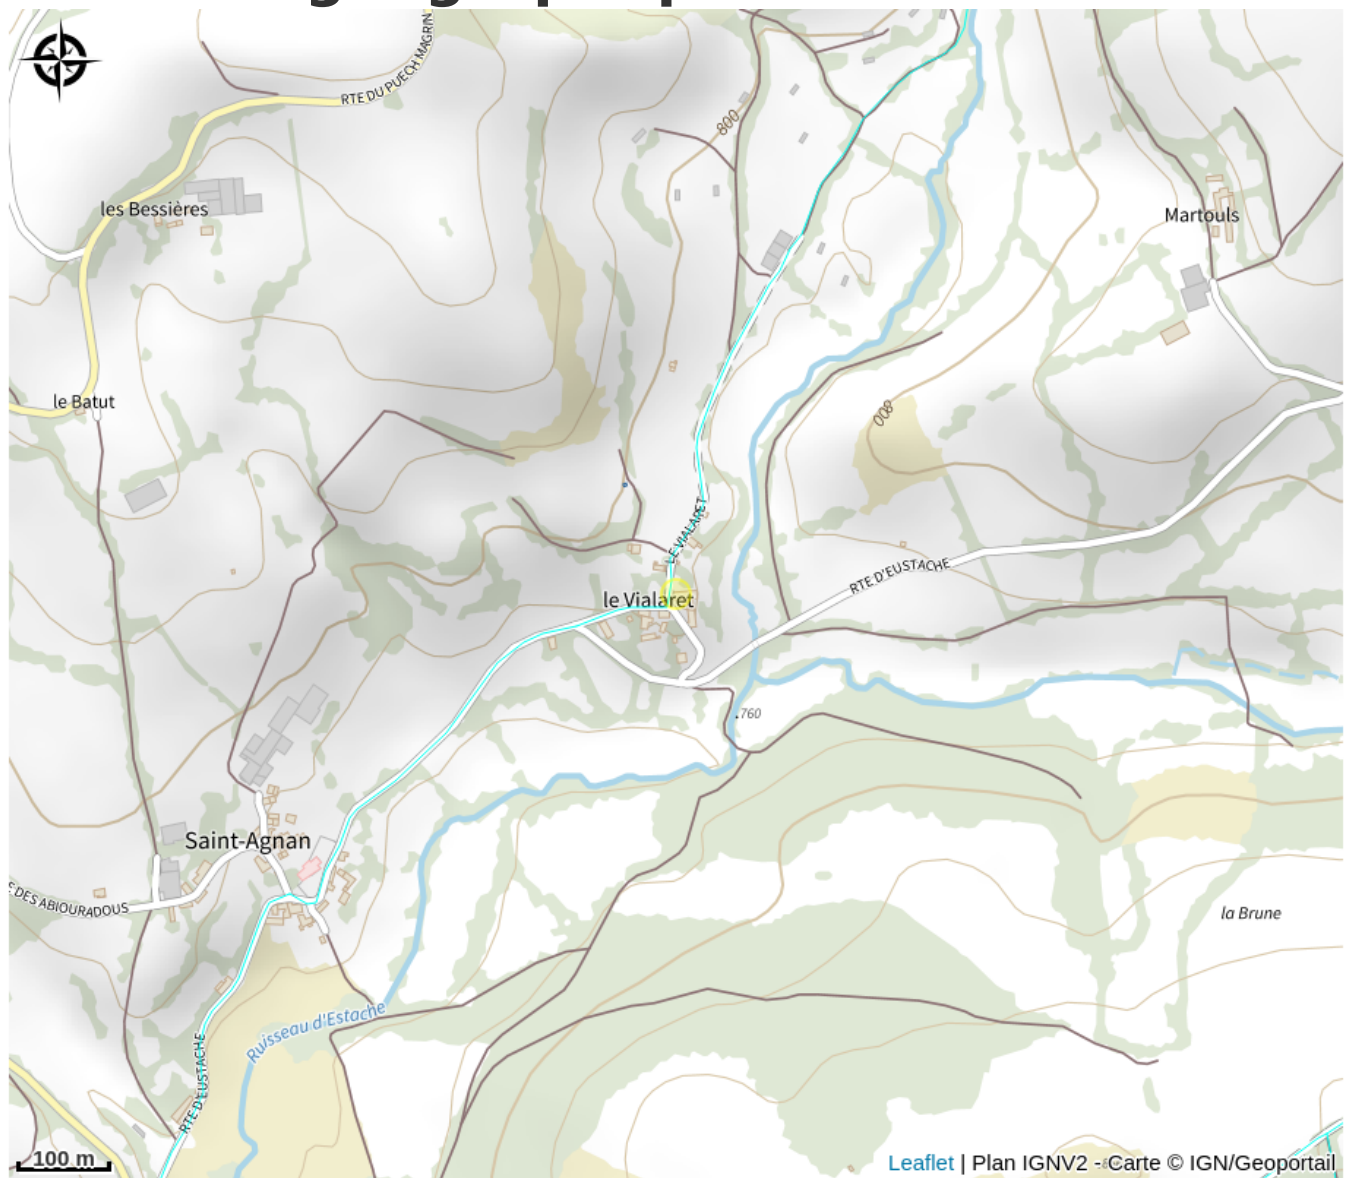 RTE DU PUECH MAGRIN
800
les Bessières
Martouls
le Batut
800
LE VIALARET
RTE D'EUSTACHE
le Vialaret
.760
Saint-Agnan
E DES ABIOURADOUS
la Brune
Ruisseau d'Estache
RTE D'EUSTACHE
100 m
Leaflet | Plan IGNV2 - Carte © IGN/Geoportail